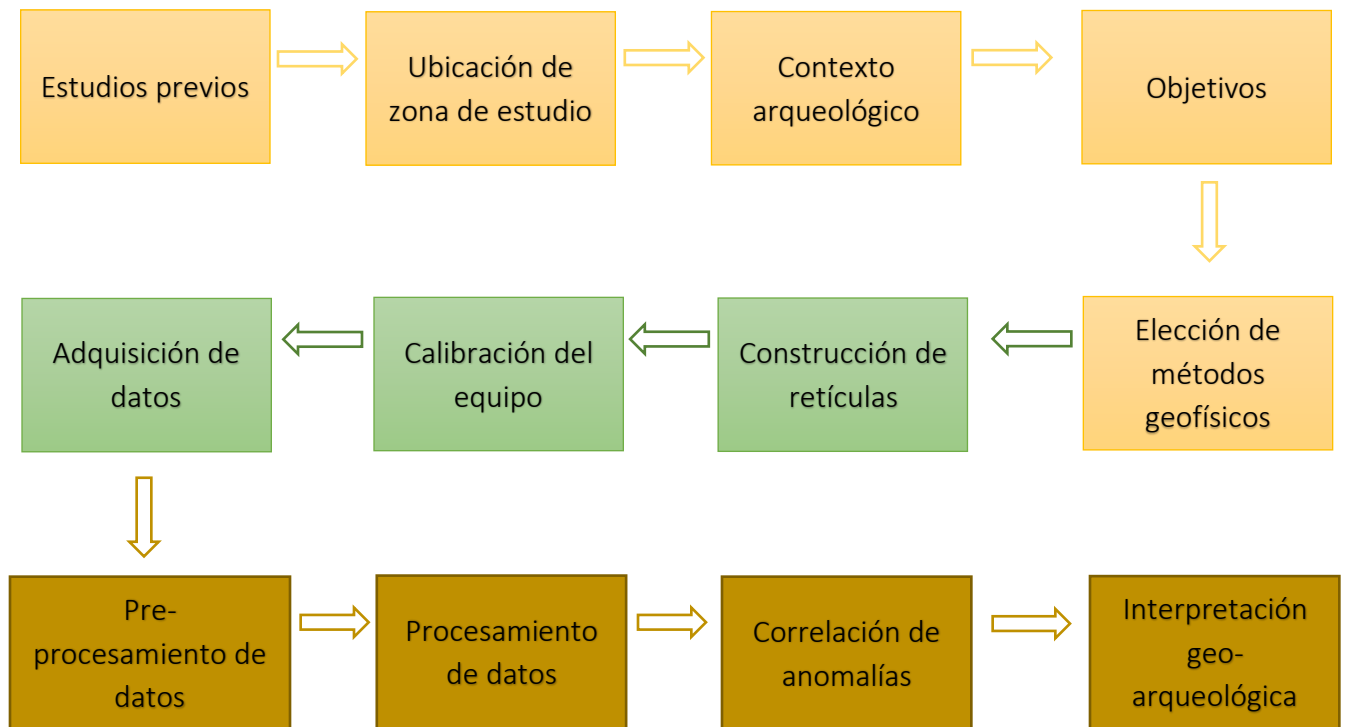 Estudios previos
Ubicación de
zona de estudio
Contexto
arqueológico
Objetivos
Elección de
métodos
geofísicos
Construcción de
retículas
Calibración del
equipo
Adquisición de
datos
Pre-
procesamiento de
datos
Procesamiento
de datos
Correlación de
anomalías
Interpretación
geo-
arqueológica